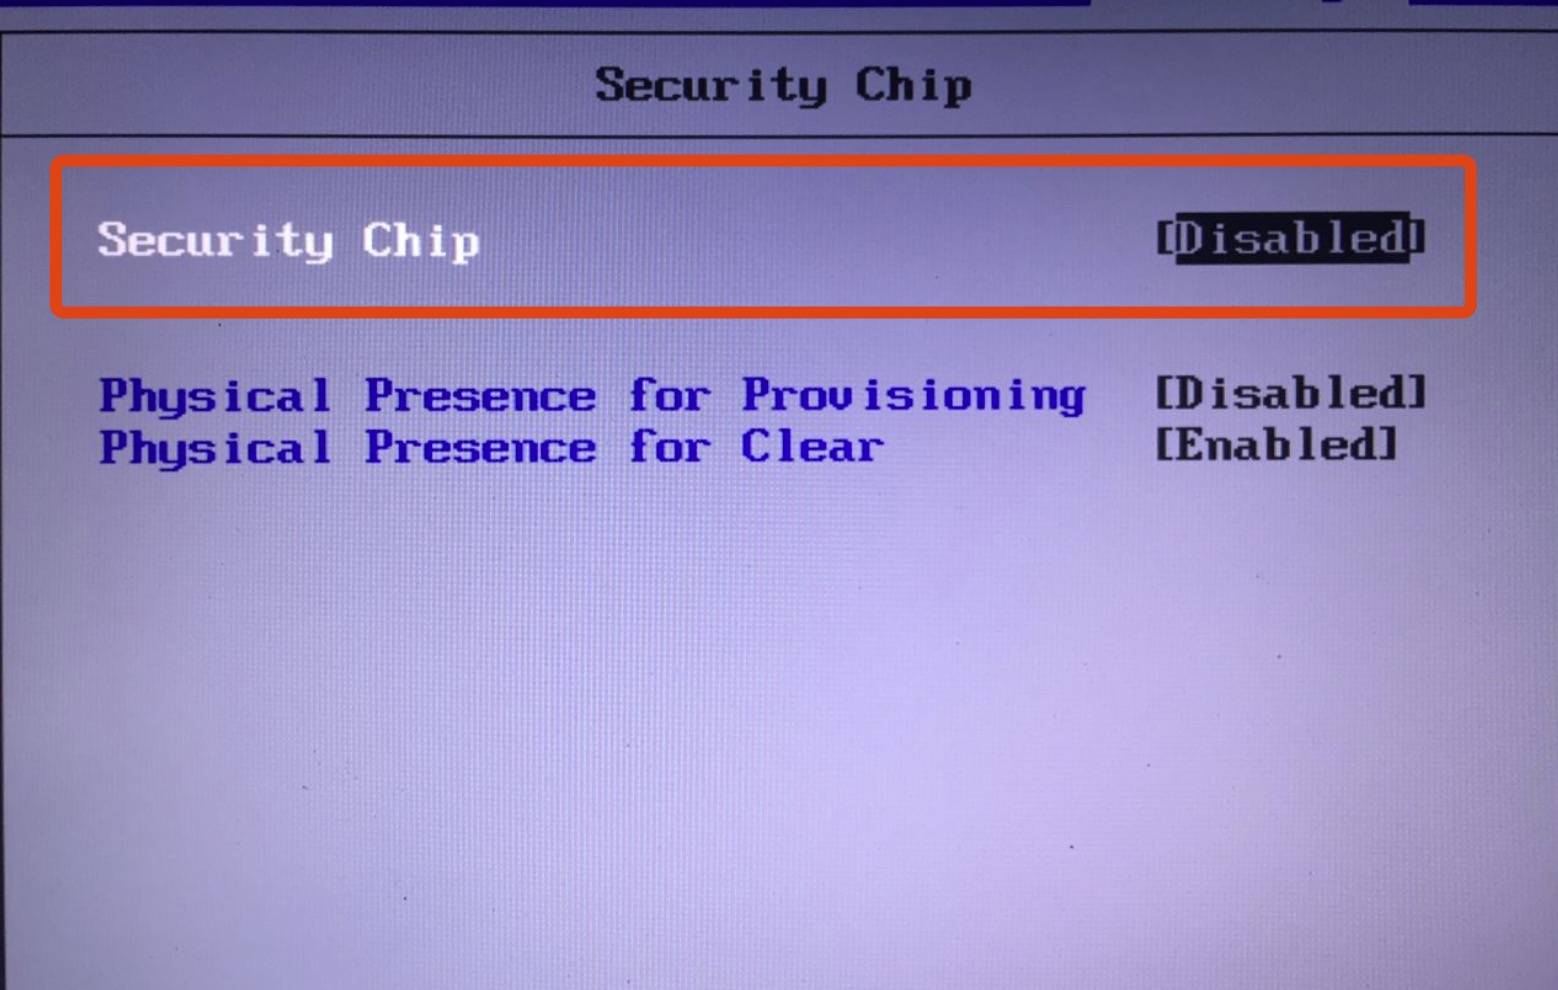 Security Chip
Security Chip [Disabled]
Physical Presence for Provisioning [Disabled]
Physical Presence for Clear [Enabled]